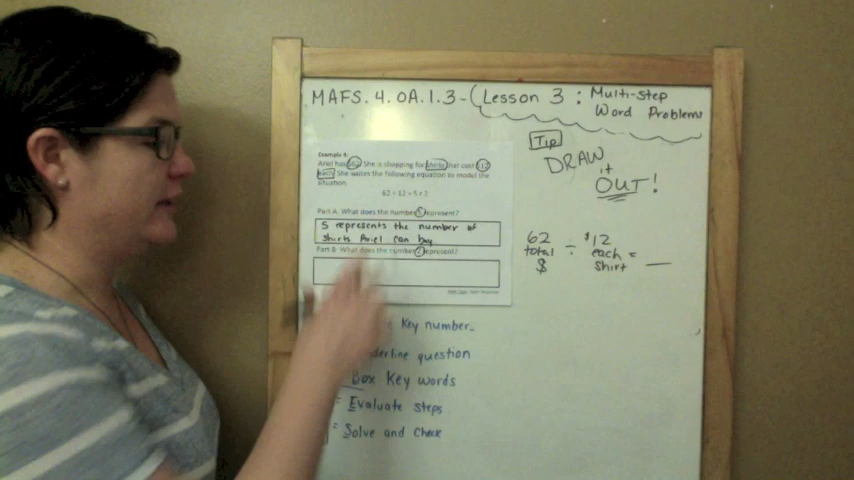 MAFS.4.OA.1.3- Lesson 3: Multi-step
Word Problems
Tip
DRAW
it
OUT!
Example 4:
Ariel has $62. She is shopping for shirts that cost $12
each. She writes the following equation to model the
situation.
62 ÷ 12 = 5 r 2
Part A: What does the number 5 represent?
5 represents the number of
shirts Ariel can buy
Part B: What does the number 2 represent?
62 ÷ $12
total each = __
$ shirt
Key number.
underline question
Box Key words
= Evaluate steps
= Solve and Check